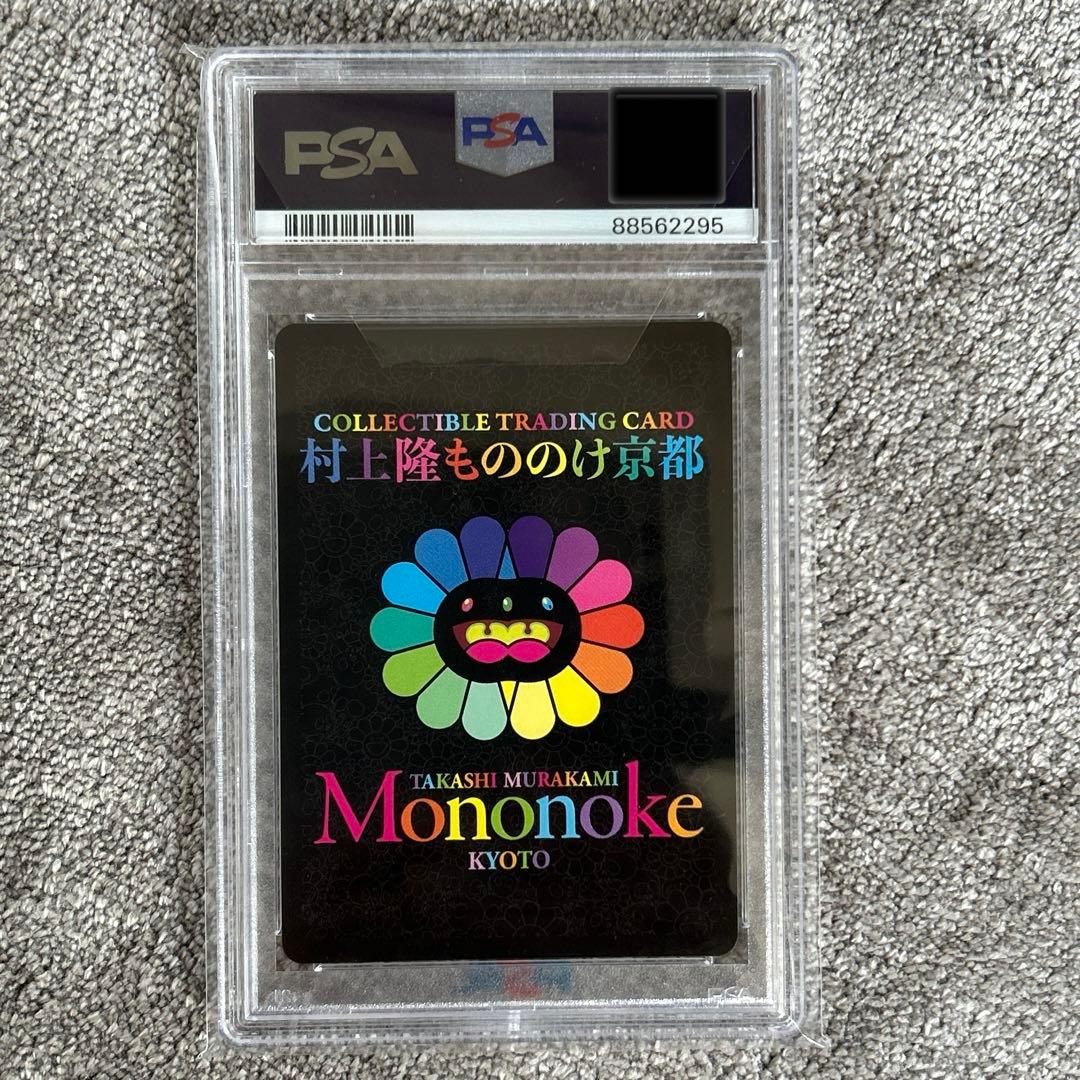 PSA
PSA
88562295
COLLECTIBLE TRADING CARD
村上隆もののけ京都
TAKASHI MURAKAMI
Mononoke
KYOTO
PSA